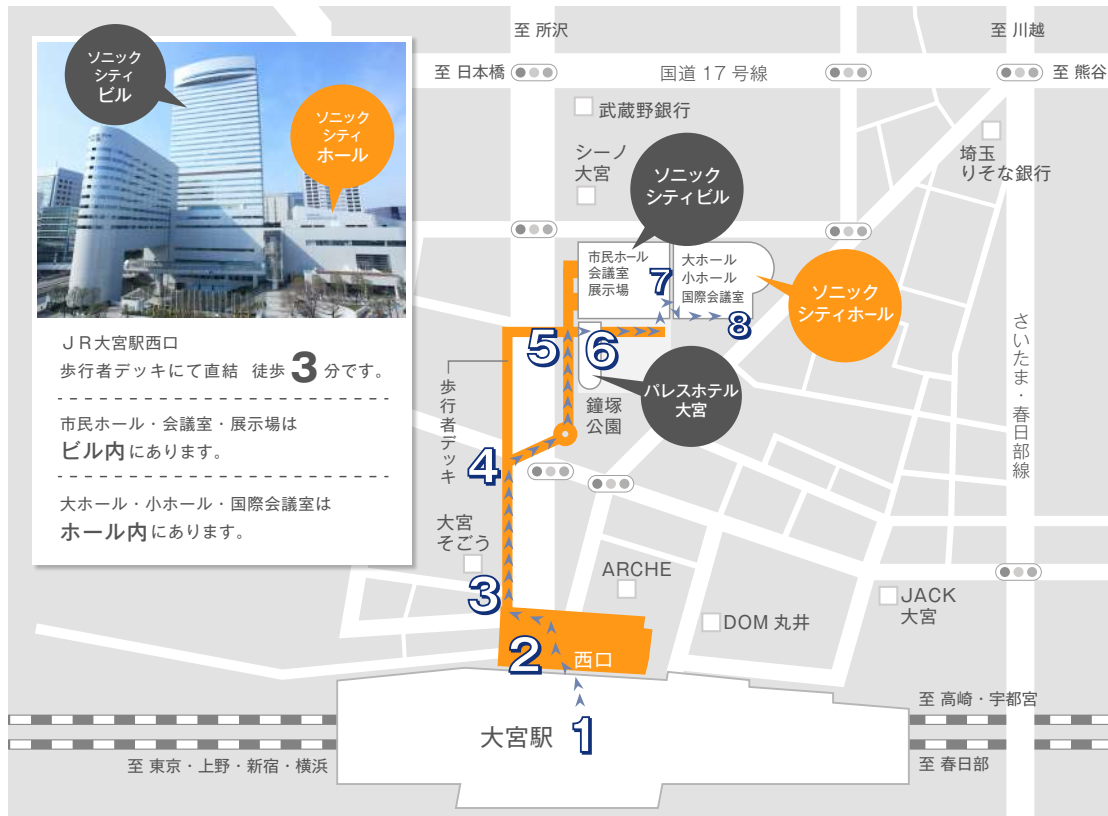 ソニック
シティ
ビル
ソニック
シティ
ホール
JR大宮駅西口
歩行者デッキにて直結 徒歩 3 分です。
市民ホール・会議室・展示場は
ビル内にあります。
大ホール・小ホール・国際会議室は
ホール内にあります。
至 所沢
至 川越
至 日本橋
国道 17 号線
至 熊谷
武蔵野銀行
シーノ
大宮
埼玉
りそな銀行
ソニック
シティビル
市民ホール
会議室
展示場
大ホール
小ホール
国際会議室
7
8
ソニック
シティホール
5
6
パレスホテル
大宮
鐘塚
公園
歩行者デッキ
さいたま・春日部線
4
大宮
そごう
3
ARCHE
DOM 丸井
JACK
大宮
2
西口
大宮駅
1
至 高崎・宇都宮
至 東京・上野・新宿・横浜
至 春日部